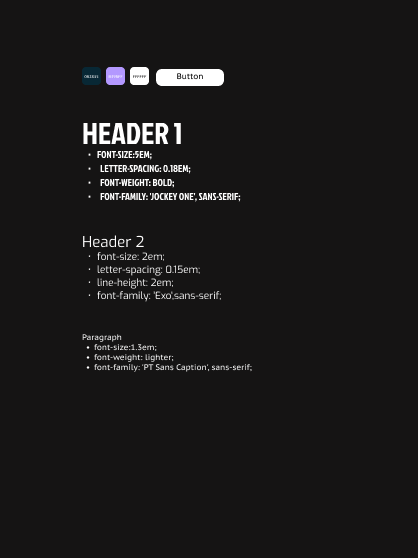 FFFFFF
Button
HEADER 1
• FONT-SIZE:5EM;
• LETTER-SPACING: 0.18EM;
• FONT-WEIGHT: BOLD;
• FONT-FAMILY: 'JOCKEY ONE', SANS-SERIF;
Header 2
• font-size: 2em;
• letter-spacing: 0.15em;
• line-height: 2em;
• font-family: 'Exo',sans-serif;
Paragraph
• font-size:1.3em;
• font-weight: lighter;
• font-family: 'PT Sans Caption', sans-serif;